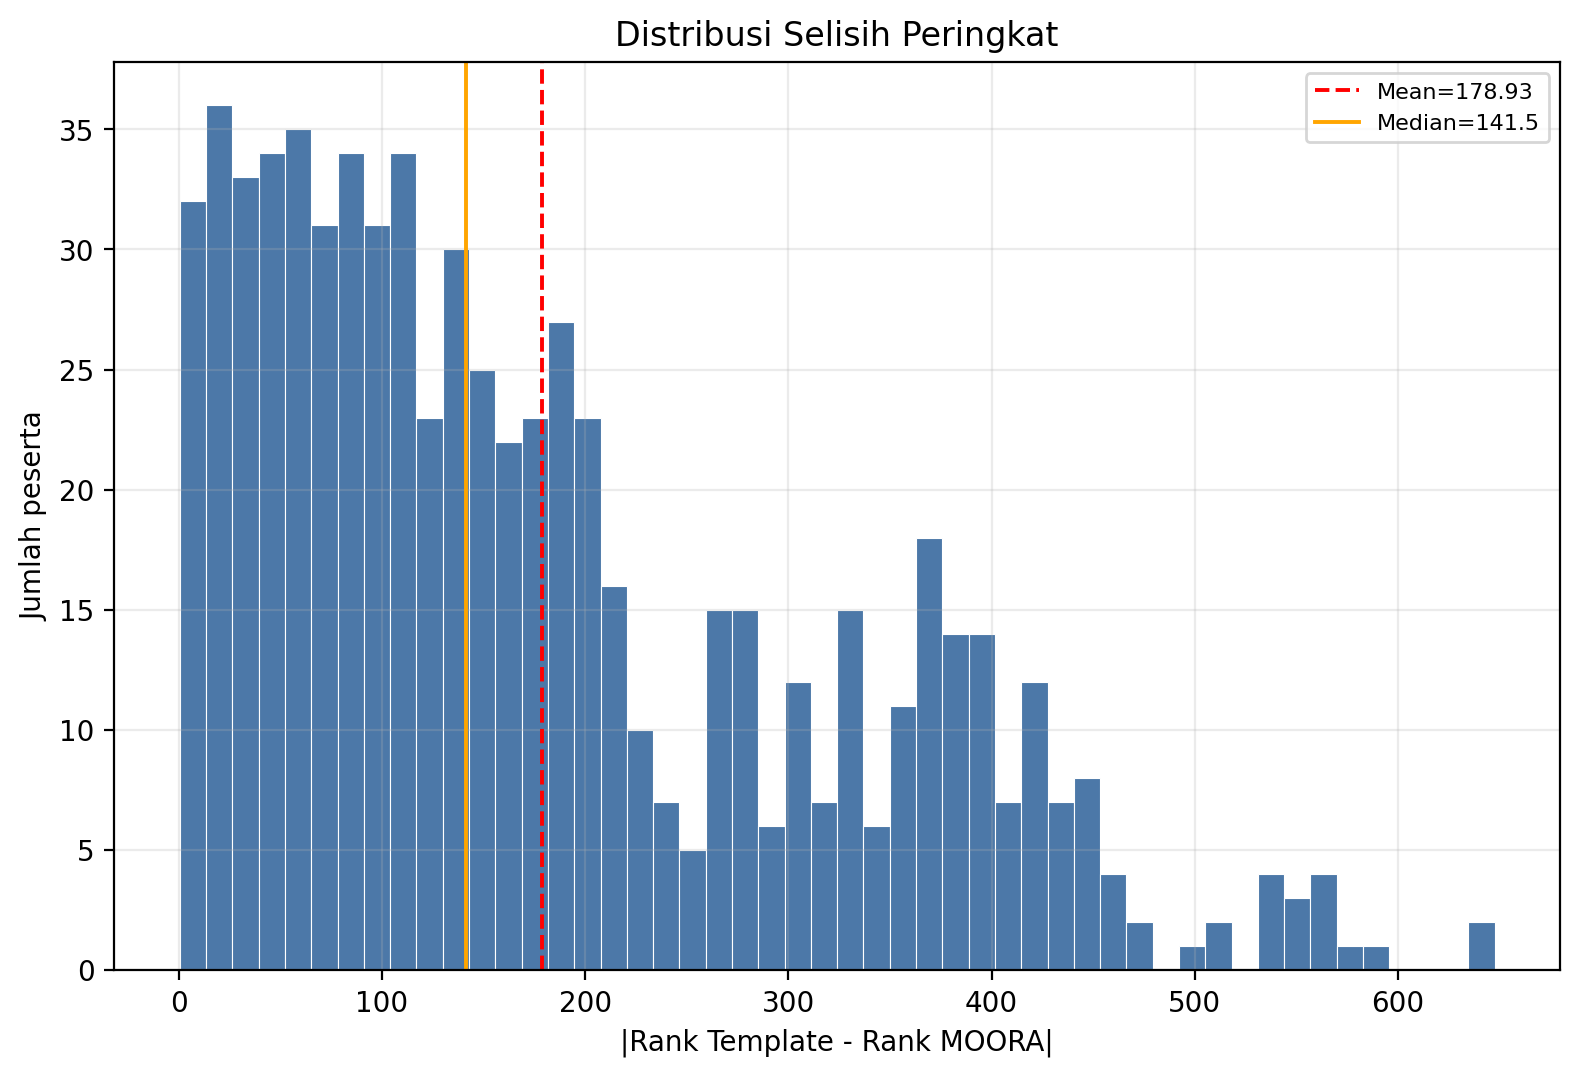 Distribusi Selisih Peringkat
Mean=178.93
Median=141.5
Jumlah peserta
35
30
25
20
15
10
5
0
0 100 200 300 400 500 600
|Rank Template - Rank MOORA|